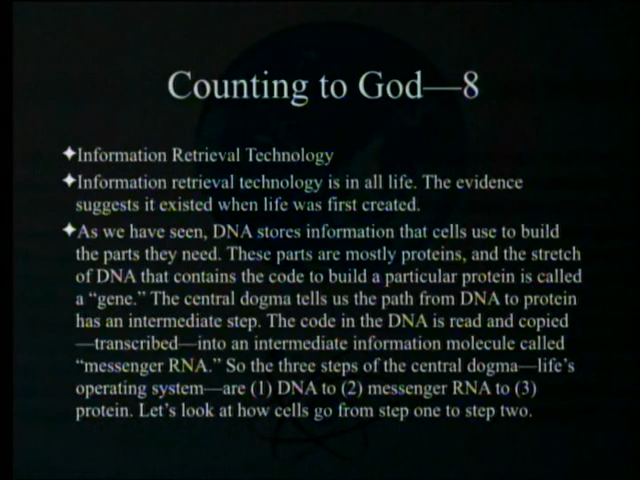 Counting to God—8
✦Information Retrieval Technology
✦Information retrieval technology is in all life. The evidence
suggests it existed when life was first created.
✦As we have seen, DNA stores information that cells use to build
the parts they need. These parts are mostly proteins, and the stretch
of DNA that contains the code to build a particular protein is called
a “gene.” The central dogma tells us the path from DNA to protein
has an intermediate step. The code in the DNA is read and copied
—transcribed—into an intermediate information molecule called
“messenger RNA.” So the three steps of the central dogma—life’s
operating system—are (1) DNA to (2) messenger RNA to (3)
protein. Let’s look at how cells go from step one to step two.